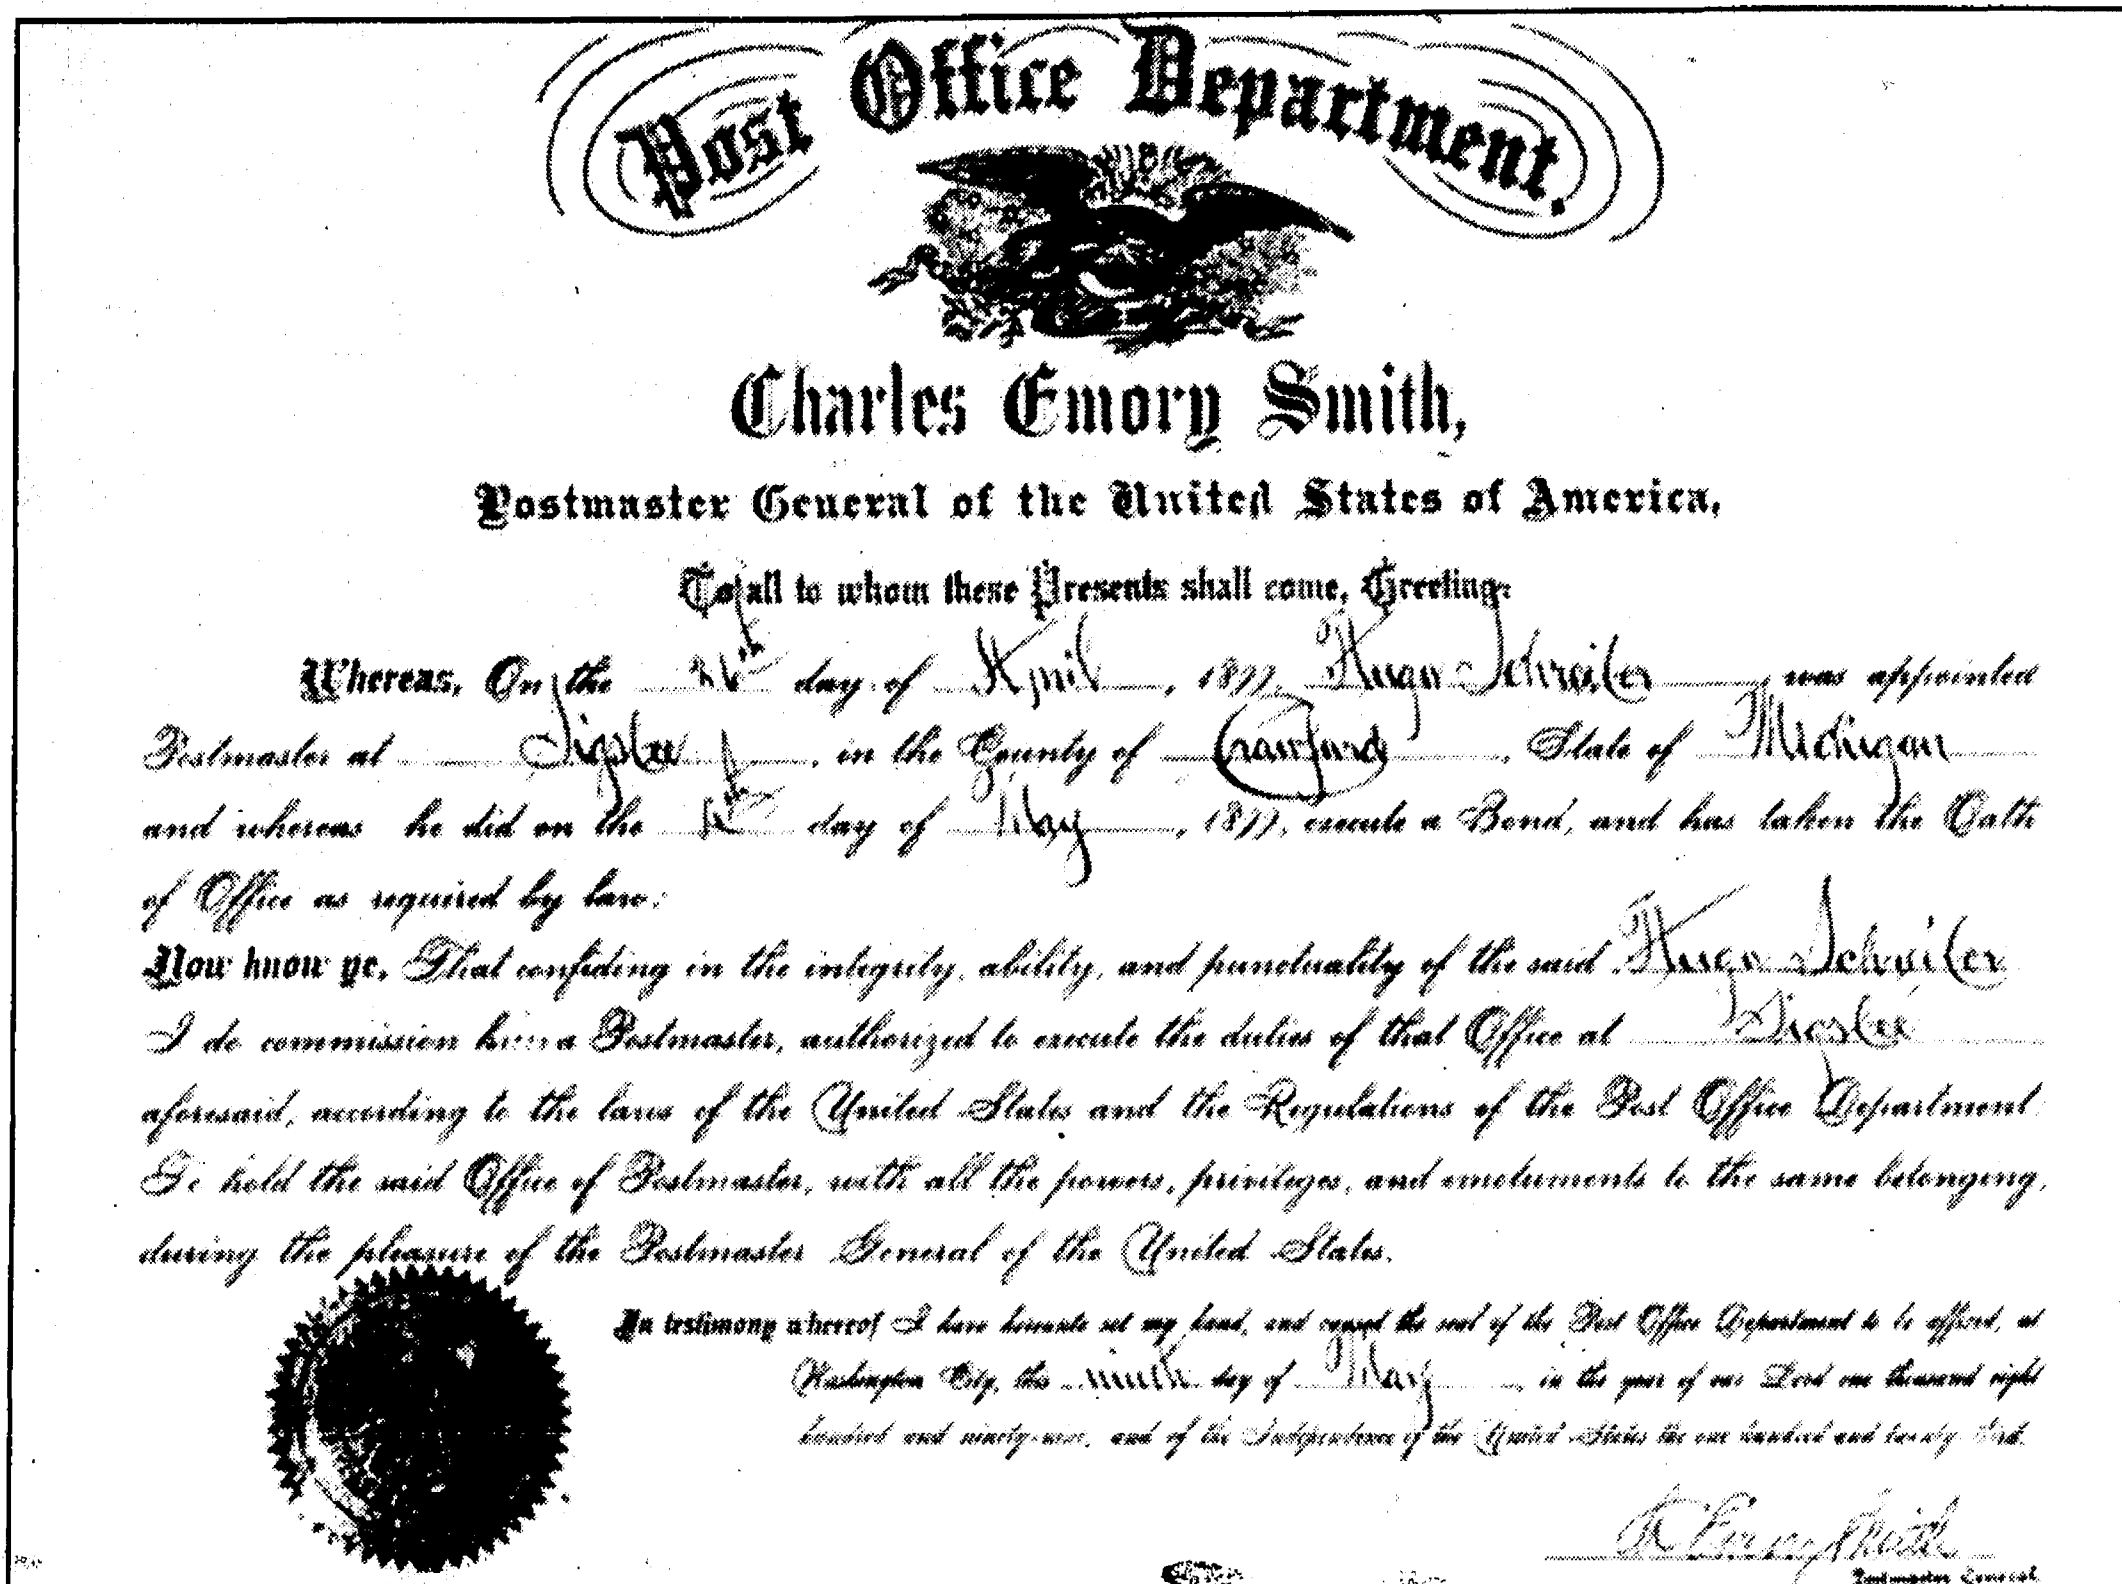 Post Office Department.
Charles Emory Smith,
Postmaster General of the United States of America,
To all to whom these Presents shall come, Greeting:
Whereas, On the day of April, 1899, Hugo Schreiber, was appointed
Postmaster at Sigsbee, in the County of Crawford, State of Michigan
and whereas he did on the day of May, 1899, execute a Bond, and has taken the Oath
of Office as required by law:
Now know ye, That confiding in the integrity, ability, and punctuality of the said Hugo Schreiber
I do commission him a Postmaster, authorized to execute the duties of that Office at Sigsbee
aforesaid, according to the laws of the United States and the Regulations of the Post Office Department
To hold the said Office of Postmaster, with all the powers, privileges, and emoluments to the same belonging,
during the pleasure of the Postmaster General of the United States.
In testimony whereof I have hereunto set my hand, and caused the seal of the Post Office Department to be affixed, at
Washington City, this ninth day of May, in the year of our Lord one thousand eight
hundred and ninety-nine, and of the Independence of the United States the one hundred and twenty third.
Ch Emory Smith
Postmaster General.